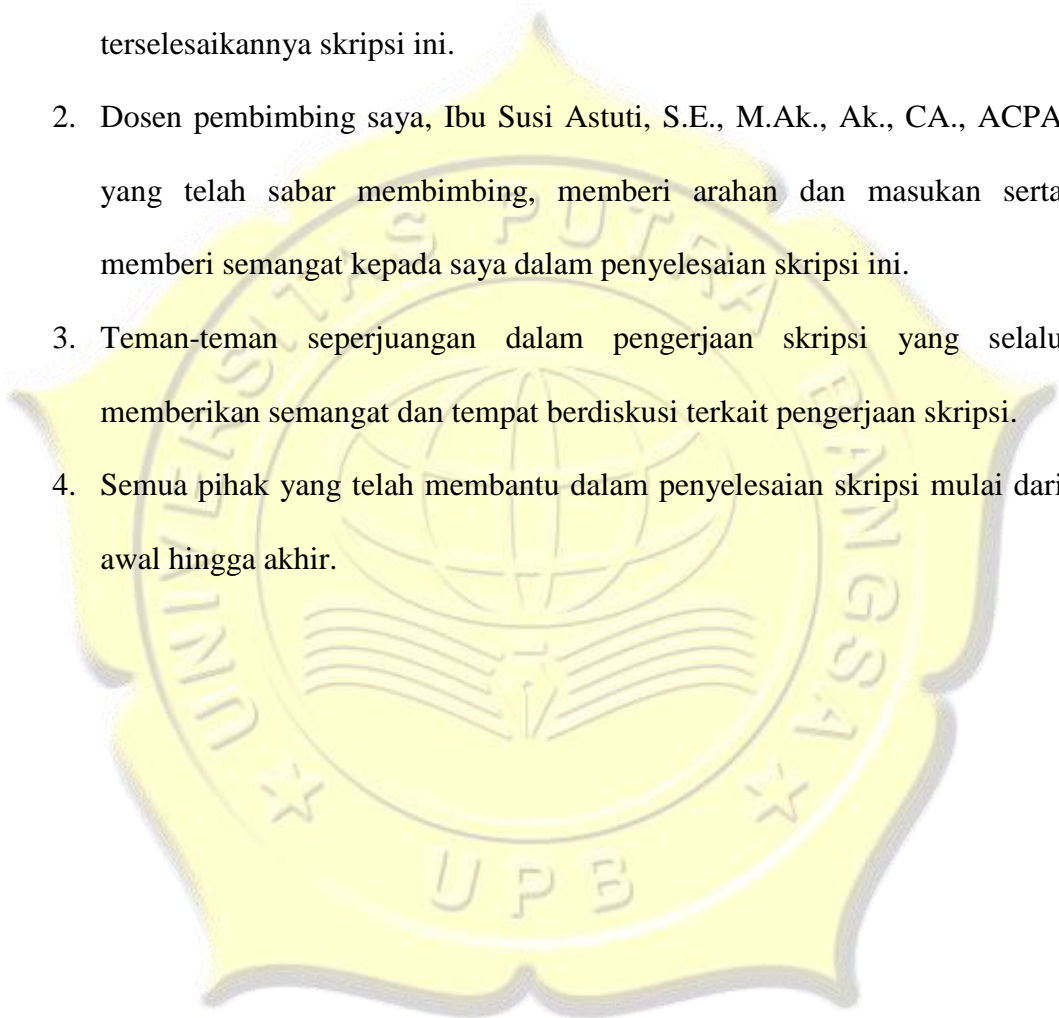 terselesaikannya skripsi ini.
2. Dosen pembimbing saya, Ibu Susi Astuti, S.E., M.Ak., Ak., CA., ACPA
yang telah sabar membimbing, memberi arahan dan masukan serta
memberi semangat kepada saya dalam penyelesaian skripsi ini.
3. Teman-teman seperjuangan dalam pengerjaan skripsi yang selalu
memberikan semangat dan tempat berdiskusi terkait pengerjaan skripsi.
4. Semua pihak yang telah membantu dalam penyelesaian skripsi mulai dari
awal hingga akhir.
UNIVERSITAS PUTRA BANGSA
UPB